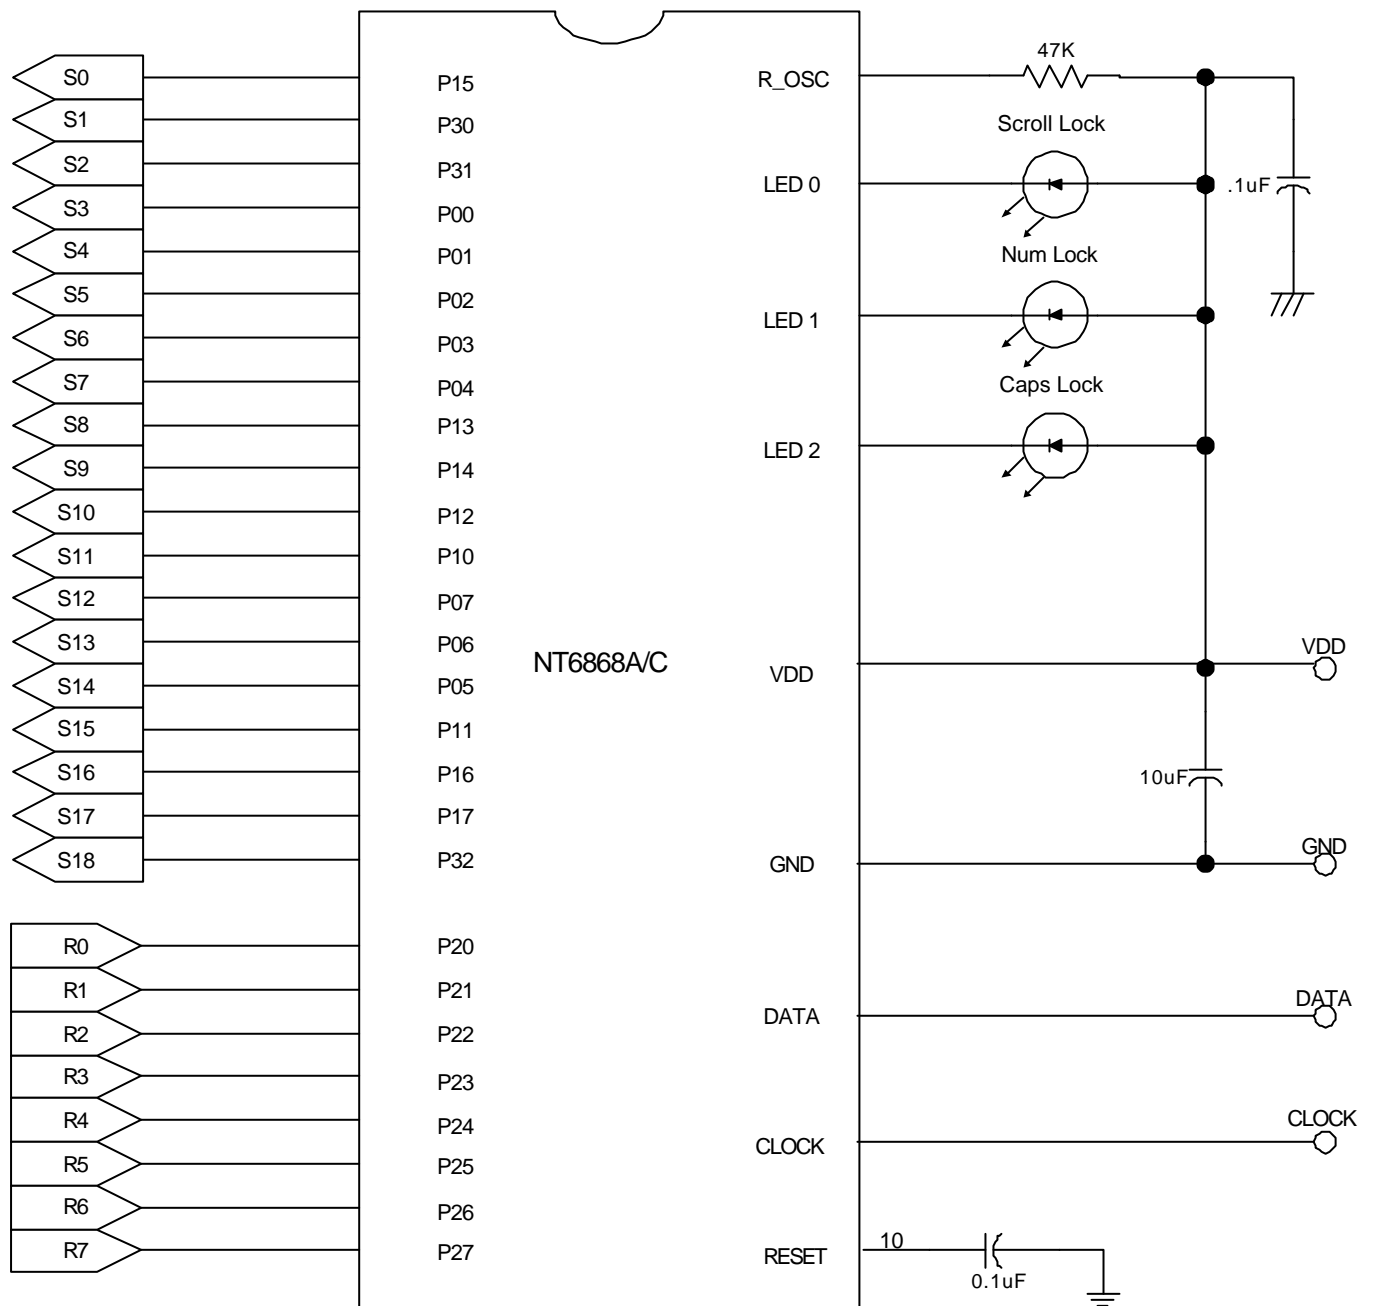 S0
S1
S2
S3
S4
S5
S6
S7
S8
S9
S10
S11
S12
S13
S14
S15
S16
S17
S18
R0
R1
R2
R3
R4
R5
R6
R7
P15
P30
P31
P00
P01
P02
P03
P04
P13
P14
P12
P10
P07
P06
P05
P11
P16
P17
P32
P20
P21
P22
P23
P24
P25
P26
P27
NT6868A/C
R_OSC
LED 0
LED 1
LED 2
VDD
GND
DATA
CLOCK
RESET
47K
Scroll Lock
.1uF
Num Lock
Caps Lock
VDD
10uF
GND
DATA
CLOCK
10
0.1uF